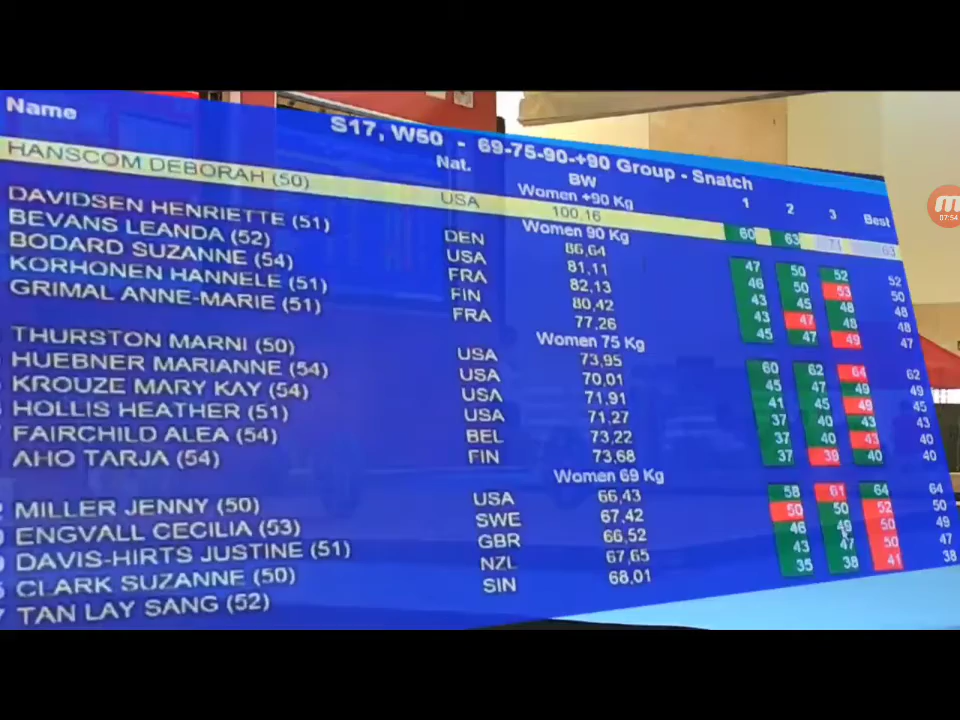 S17, W50 - 69-75-90-+90 Group - Snatch
Name Nat. BW 1 2 3 Best
Women +90 Kg
HANSCOM DEBORAH (50) USA 100,16 60 63 71 63
Women 90 Kg
DAVIDSEN HENRIETTE (51) DEN 86,64 47 50 52 52
BEVANS LEANDA (52) USA 81,11 46 50 53 50
BODARD SUZANNE (54) FRA 82,13 43 45 48 48
KORHONEN HANNELE (51) FIN 80,42 43 47 48 48
GRIMAL ANNE-MARIE (51) FRA 77,26 45 47 49 47
Women 75 Kg
THURSTON MARNI (50) USA 73,95 60 62 64 62
HUEBNER MARIANNE (54) USA 70,01 45 47 49 49
KROUZE MARY KAY (54) USA 71,91 41 45 49 45
HOLLIS HEATHER (51) USA 71,27 37 40 43 43
FAIRCHILD ALEA (54) BEL 73,22 37 40 43 40
AHO TARJA (54) FIN 73,68 37 39 40 40
Women 69 Kg
MILLER JENNY (50) USA 66,43 58 61 64 64
ENGVALL CECILIA (53) SWE 67,42 50 50 52 50
DAVIS-HIRTS JUSTINE (51) GBR 66,52 46 49 50 49
CLARK SUZANNE (50) NZL 67,65 43 47 50 47
TAN LAY SANG (52) SIN 68,01 35 38 41 38
07:54